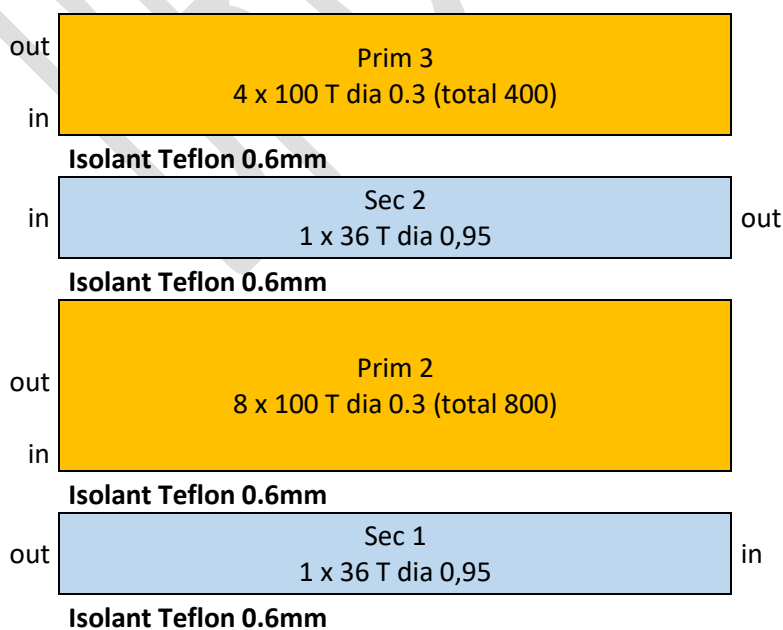 out
Prim 3
4 x 100 T dia 0.3 (total 400)
in
Isolant Teflon 0.6mm
Sec 2
in
out
1 x 36 T dia 0,95
Isolant Teflon 0.6mm
Prim 2
out
8 x 100 T dia 0.3 (total 800)
in
Isolant Teflon 0.6mm
Sec 1
out
in
1 x 36 T dia 0,95
Isolant Teflon 0.6mm